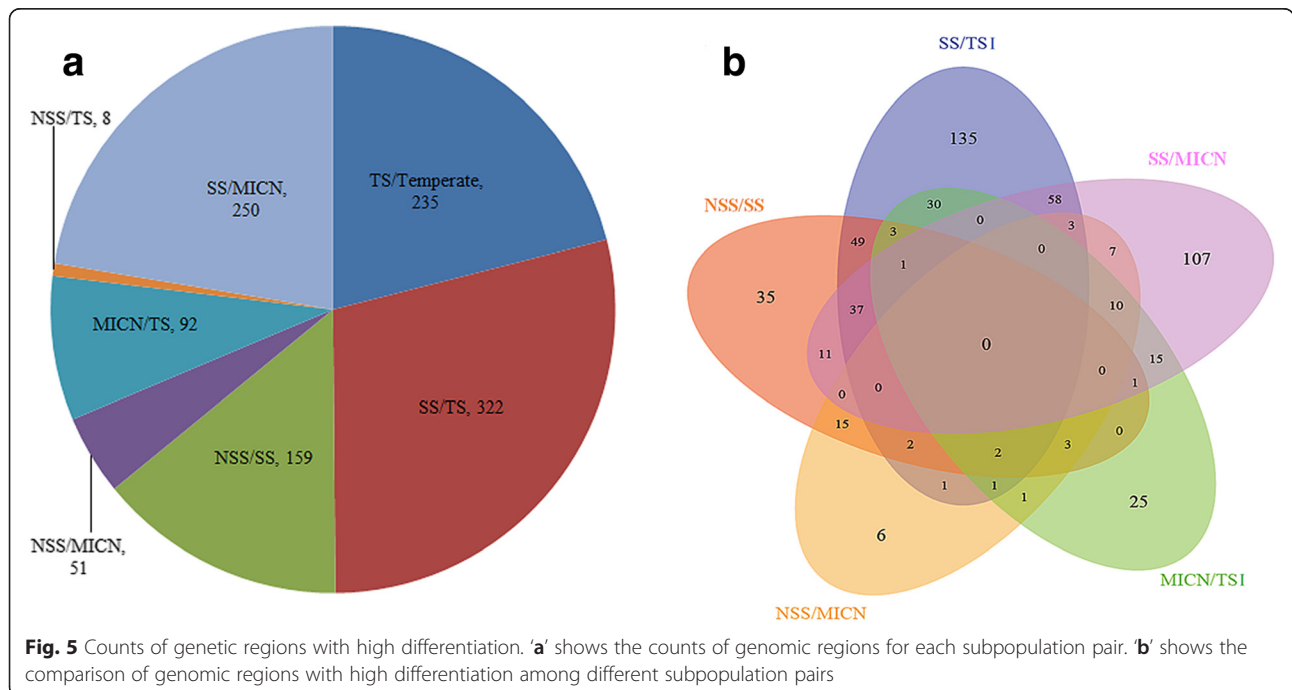 a
NSS/TS, 8
SS/MICN,
250
TS/Temperate,
235
MICN/TS, 92
SS/TS, 322
NSS/SS, 159
NSS/MICN,
51
b
SS/TSI
SS/MICN
NSS/SS
135
58
30
0
3
3
49
0
7
107
1
35
10
37
0
11
15
0
1
0
0
15
0
2
3
2
1
1
1
25
6
MICN/TSI
NSS/MICN
Fig. 5 Counts of genetic regions with high differentiation. ‘a’ shows the counts of genomic regions for each subpopulation pair. ‘b’ shows the
comparison of genomic regions with high differentiation among different subpopulation pairs